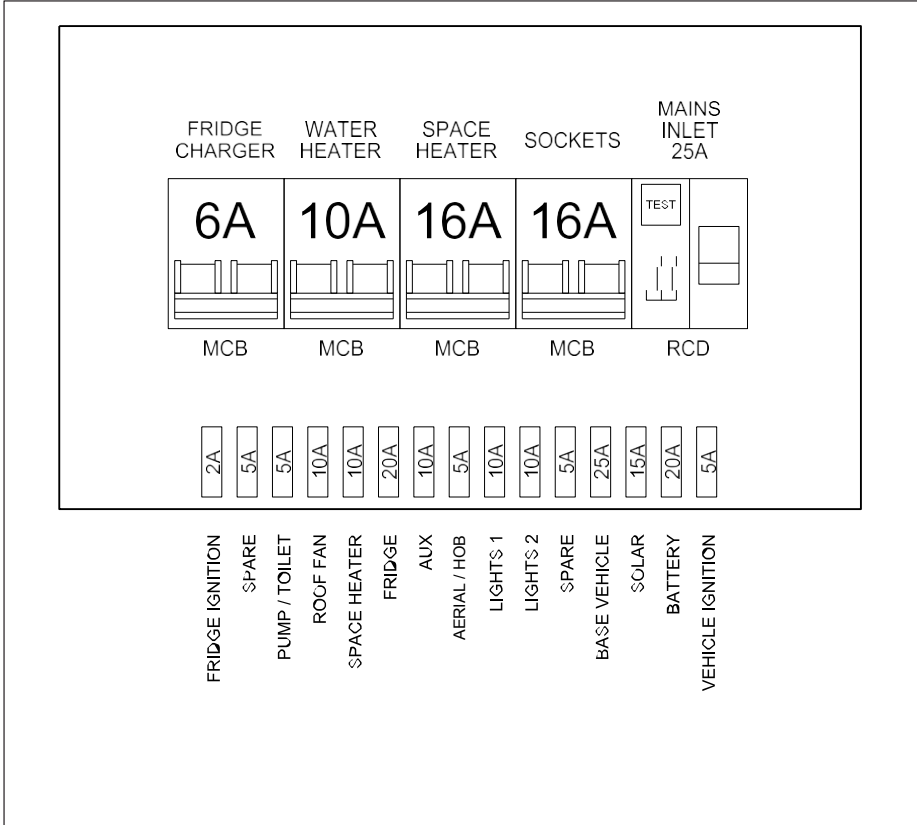 FRIDGE
CHARGER
WATER
HEATER
SPACE
HEATER
SOCKETS
MAINS
INLET
25A
6A
10A
16A
16A
TEST
MCB
MCB
MCB
MCB
RCD
2A
5A
5A
10A
10A
20A
10A
5A
10A
10A
5A
25A
15A
20A
5A
FRIDGE IGNITION
SPARE
PUMP / TOILET
ROOF FAN
SPACE HEATER
FRIDGE
AUX
AERIAL / HOB
LIGHTS 1
LIGHTS 2
SPARE
BASE VEHICLE
SOLAR
BATTERY
VEHICLE IGNITION